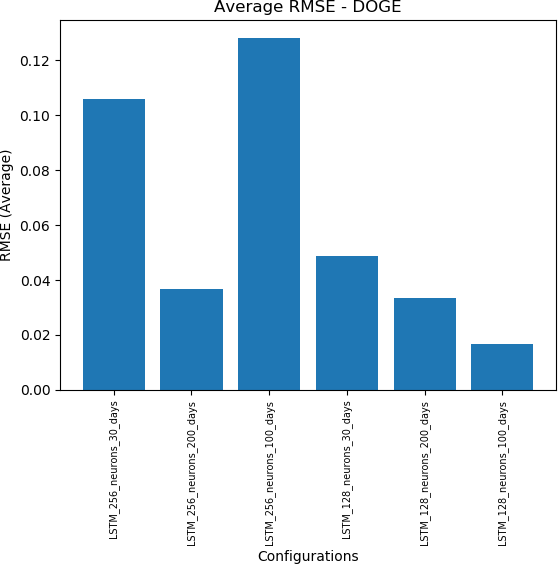 Average RMSE - DOGE
RMSE (Average)
0.12
0.10
0.08
0.06
0.04
0.02
0.00
LSTM_256_neurons_30_days
LSTM_256_neurons_200_days
LSTM_256_neurons_100_days
LSTM_128_neurons_30_days
LSTM_128_neurons_200_days
LSTM_128_neurons_100_days
Configurations